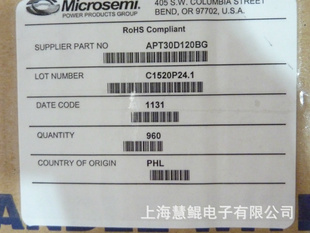 Microsemi
POWER PRODUCTS GROUP
405 S.W. COLUMBIA STREET
BEND, OR 97702, U.S.A.
RoHS Compliant
SUPPLIER PART NO APT30D120BG
LOT NUMBER C1520P24.1
DATE CODE 1131
QUANTITY 960
COUNTRY OF ORIGIN PHL
上海慧鲲电子有限公司